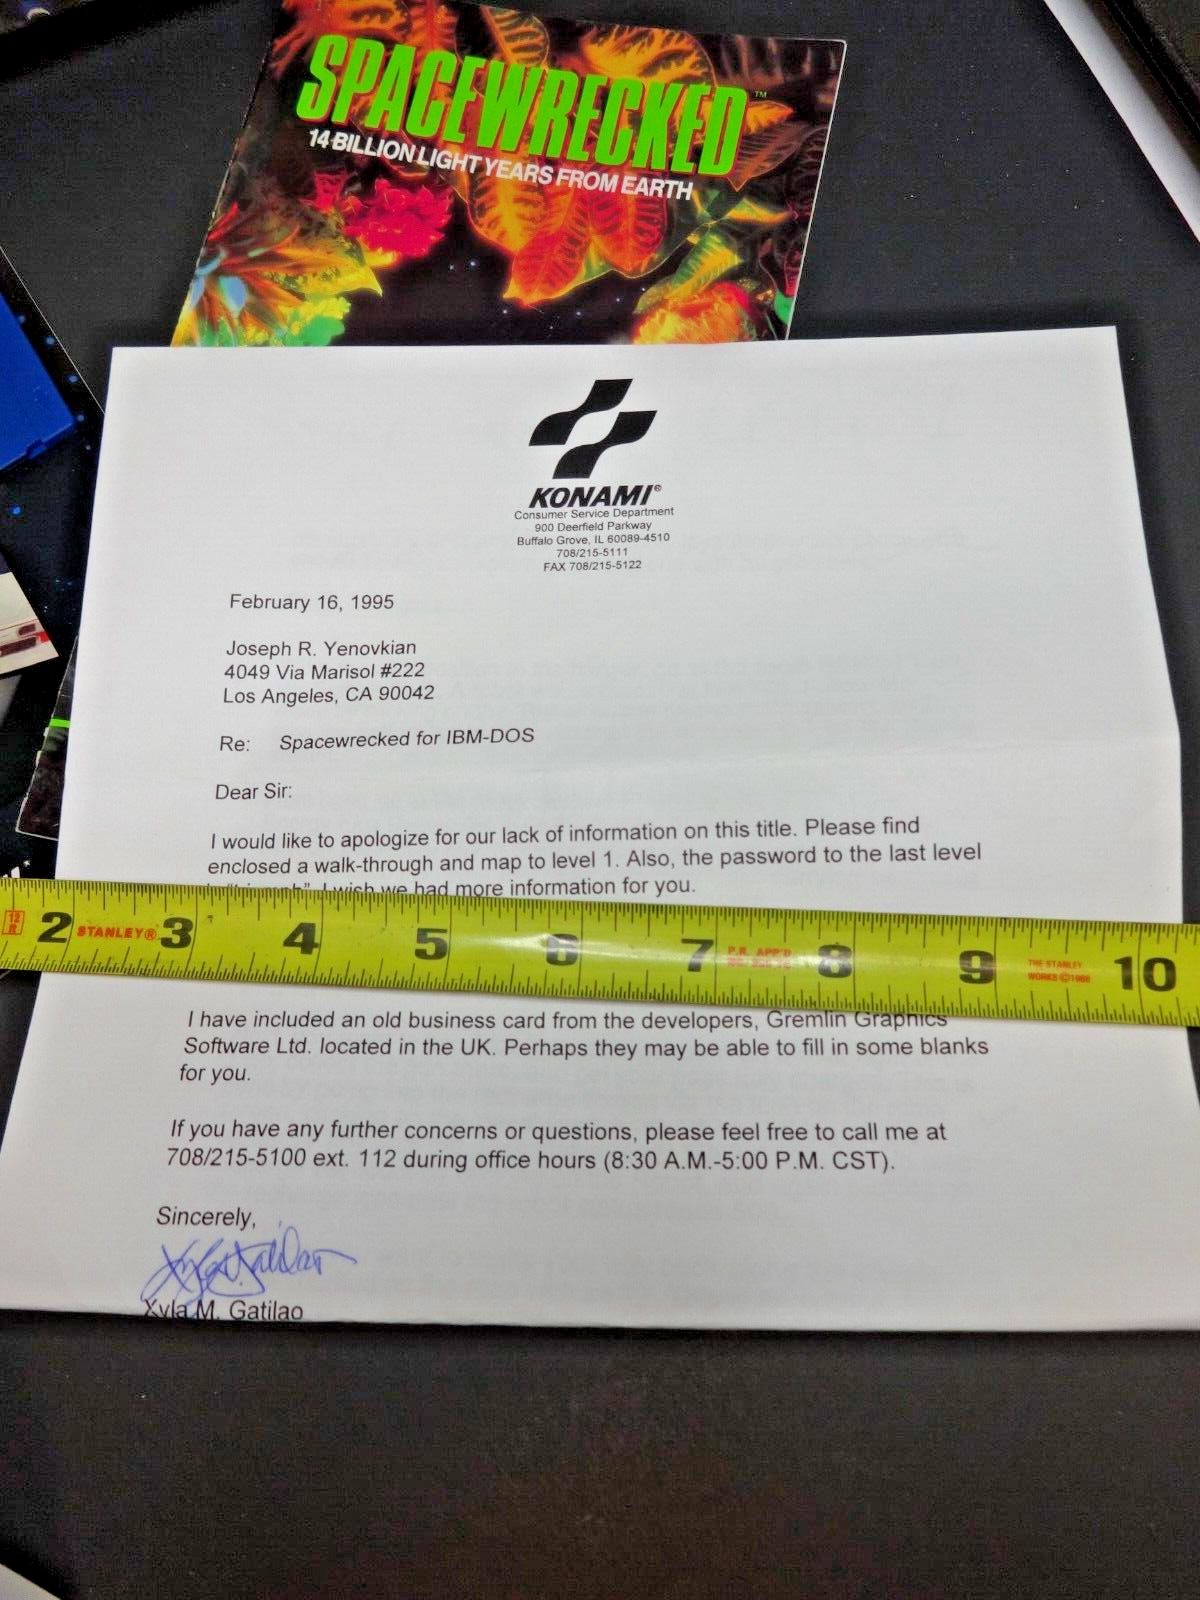 SPACEWRECKED™
14 BILLION LIGHT YEARS FROM EARTH
KONAMI®
Consumer Service Department
900 Deerfield Parkway
Buffalo Grove, IL 60089-4510
708/215-5111
FAX 708/215-5122
February 16, 1995
Joseph R. Yenovkian
4049 Via Marisol #222
Los Angeles, CA 90042
Re: Spacewrecked for IBM-DOS
Dear Sir:
I would like to apologize for our lack of information on this title. Please find
enclosed a walk-through and map to level 1. Also, the password to the last level
I wish we had more information for you.
12 2 STANLEY® 3 4 5 6 7 P.R. APP'D 8 9 THE STANLEY WORKS ©1988 10
I have included an old business card from the developers, Gremlin Graphics
Software Ltd. located in the UK. Perhaps they may be able to fill in some blanks
for you.
If you have any further concerns or questions, please feel free to call me at
708/215-5100 ext. 112 during office hours (8:30 A.M.-5:00 P.M. CST).
Sincerely,
Xyla M. Gatilao